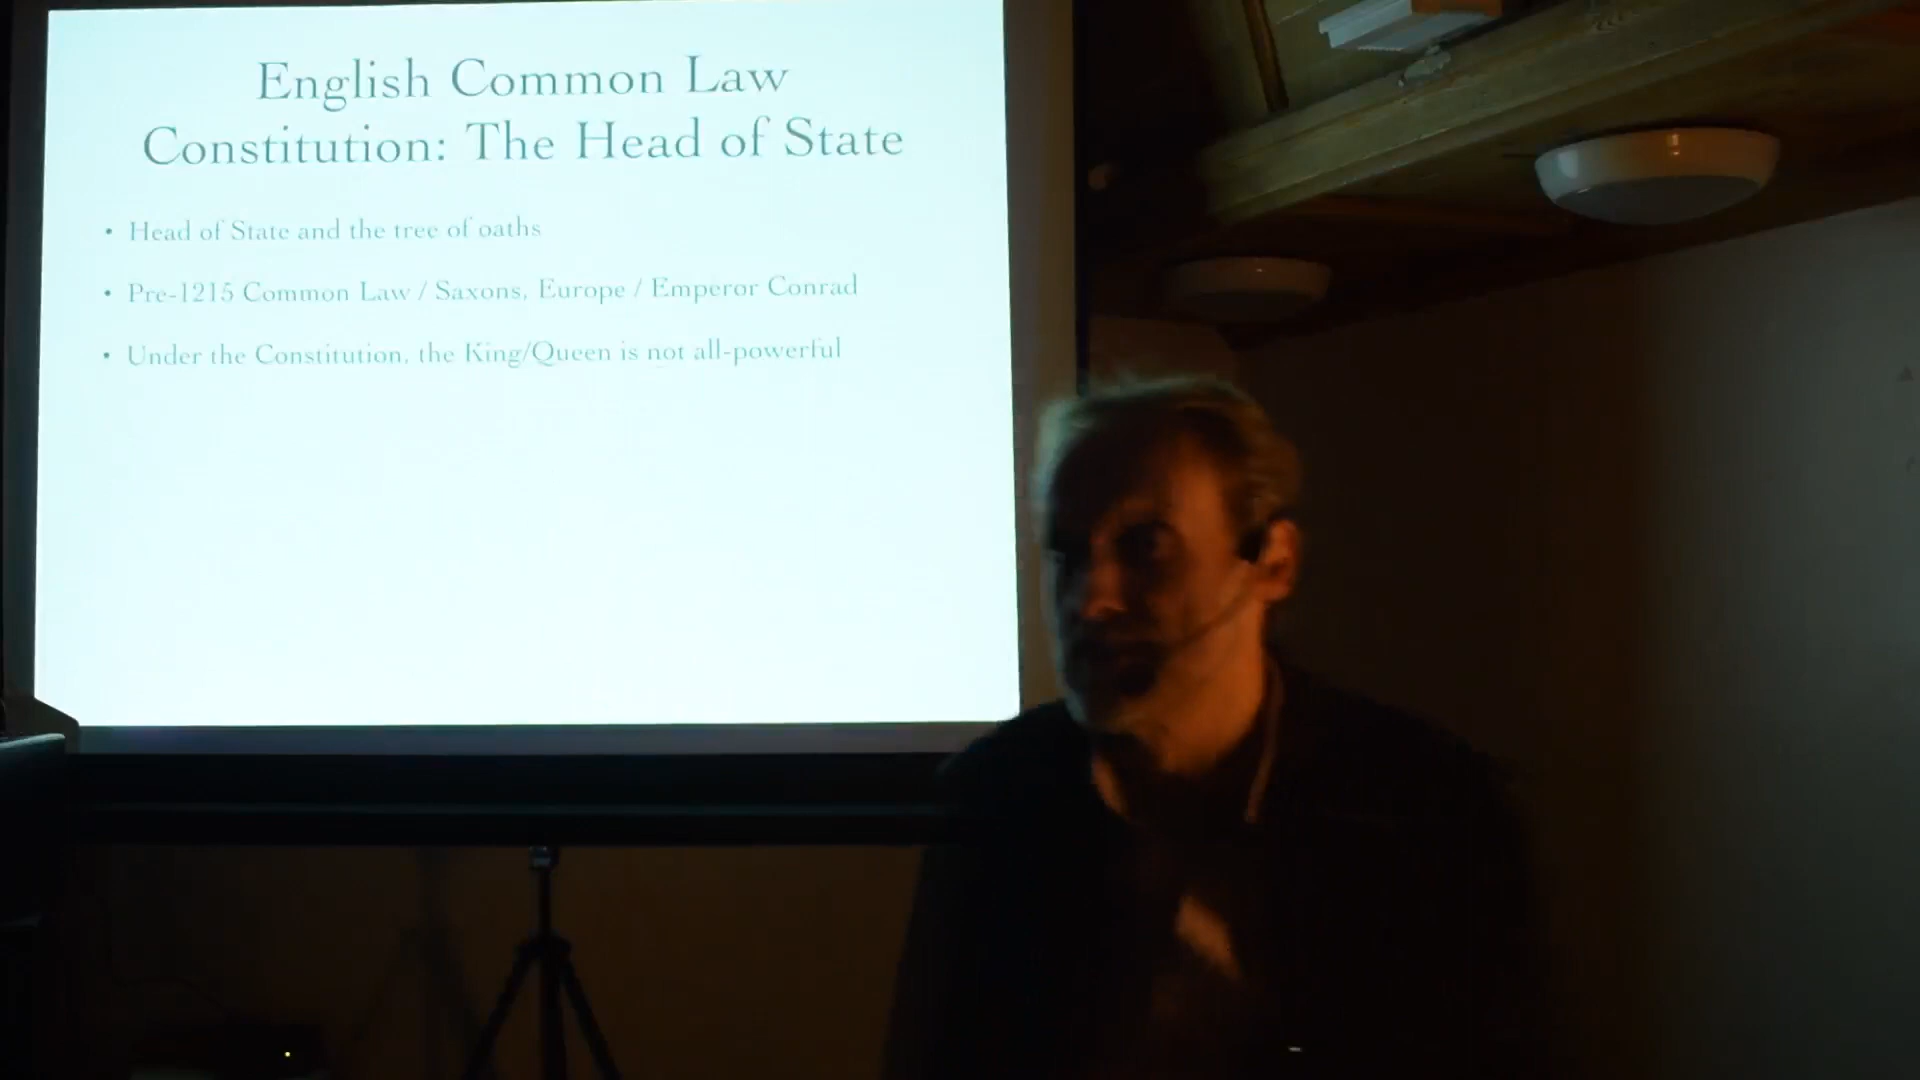 English Common Law
Constitution: The Head of State
• Head of State and the tree of oaths
• Pre-1215 Common Law / Saxons, Europe / Emperor Conrad
• Under the Constitution, the King/Queen is not all-powerful